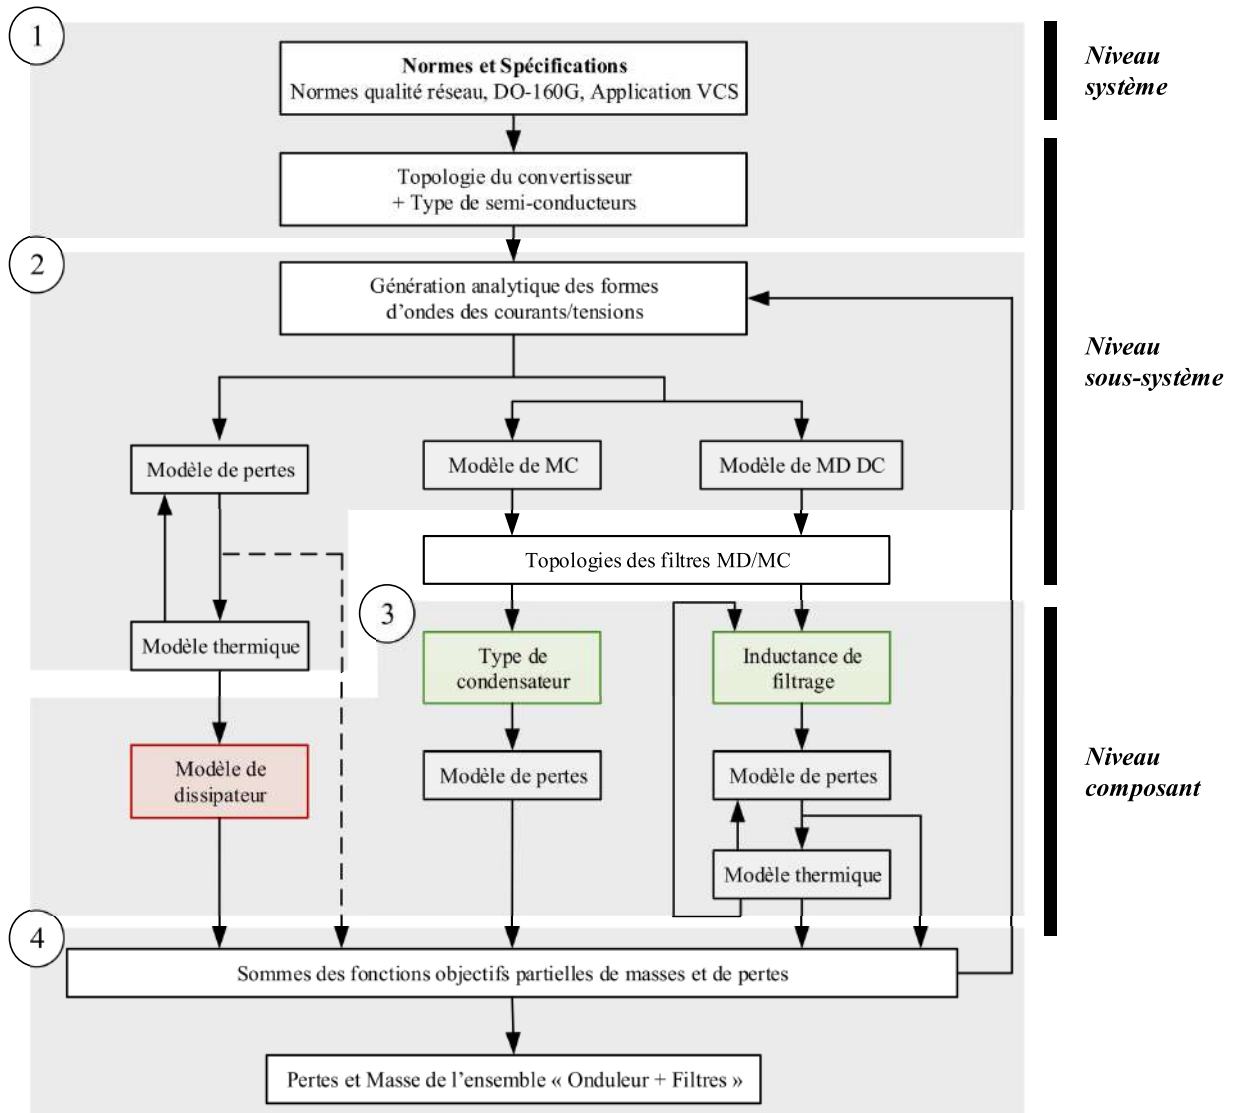 1
Normes et Spécifications
Normes qualité réseau, DO-160G, Application VCS
Niveau
système
Topologie du convertisseur
+ Type de semi-conducteurs
2
Génération analytique des formes
d'ondes des courants/tensions
Niveau
sous-système
Modèle de pertes
Modèle de MC
Modèle de MD DC
Topologies des filtres MD/MC
3
Modèle thermique
Type de
condensateur
Inductance de
filtrage
Modèle de
dissipateur
Modèle de pertes
Modèle de pertes
Niveau
composant
Modèle thermique
4
Sommes des fonctions objectifs partielles de masses et de pertes
Pertes et Masse de l'ensemble « Onduleur + Filtres »